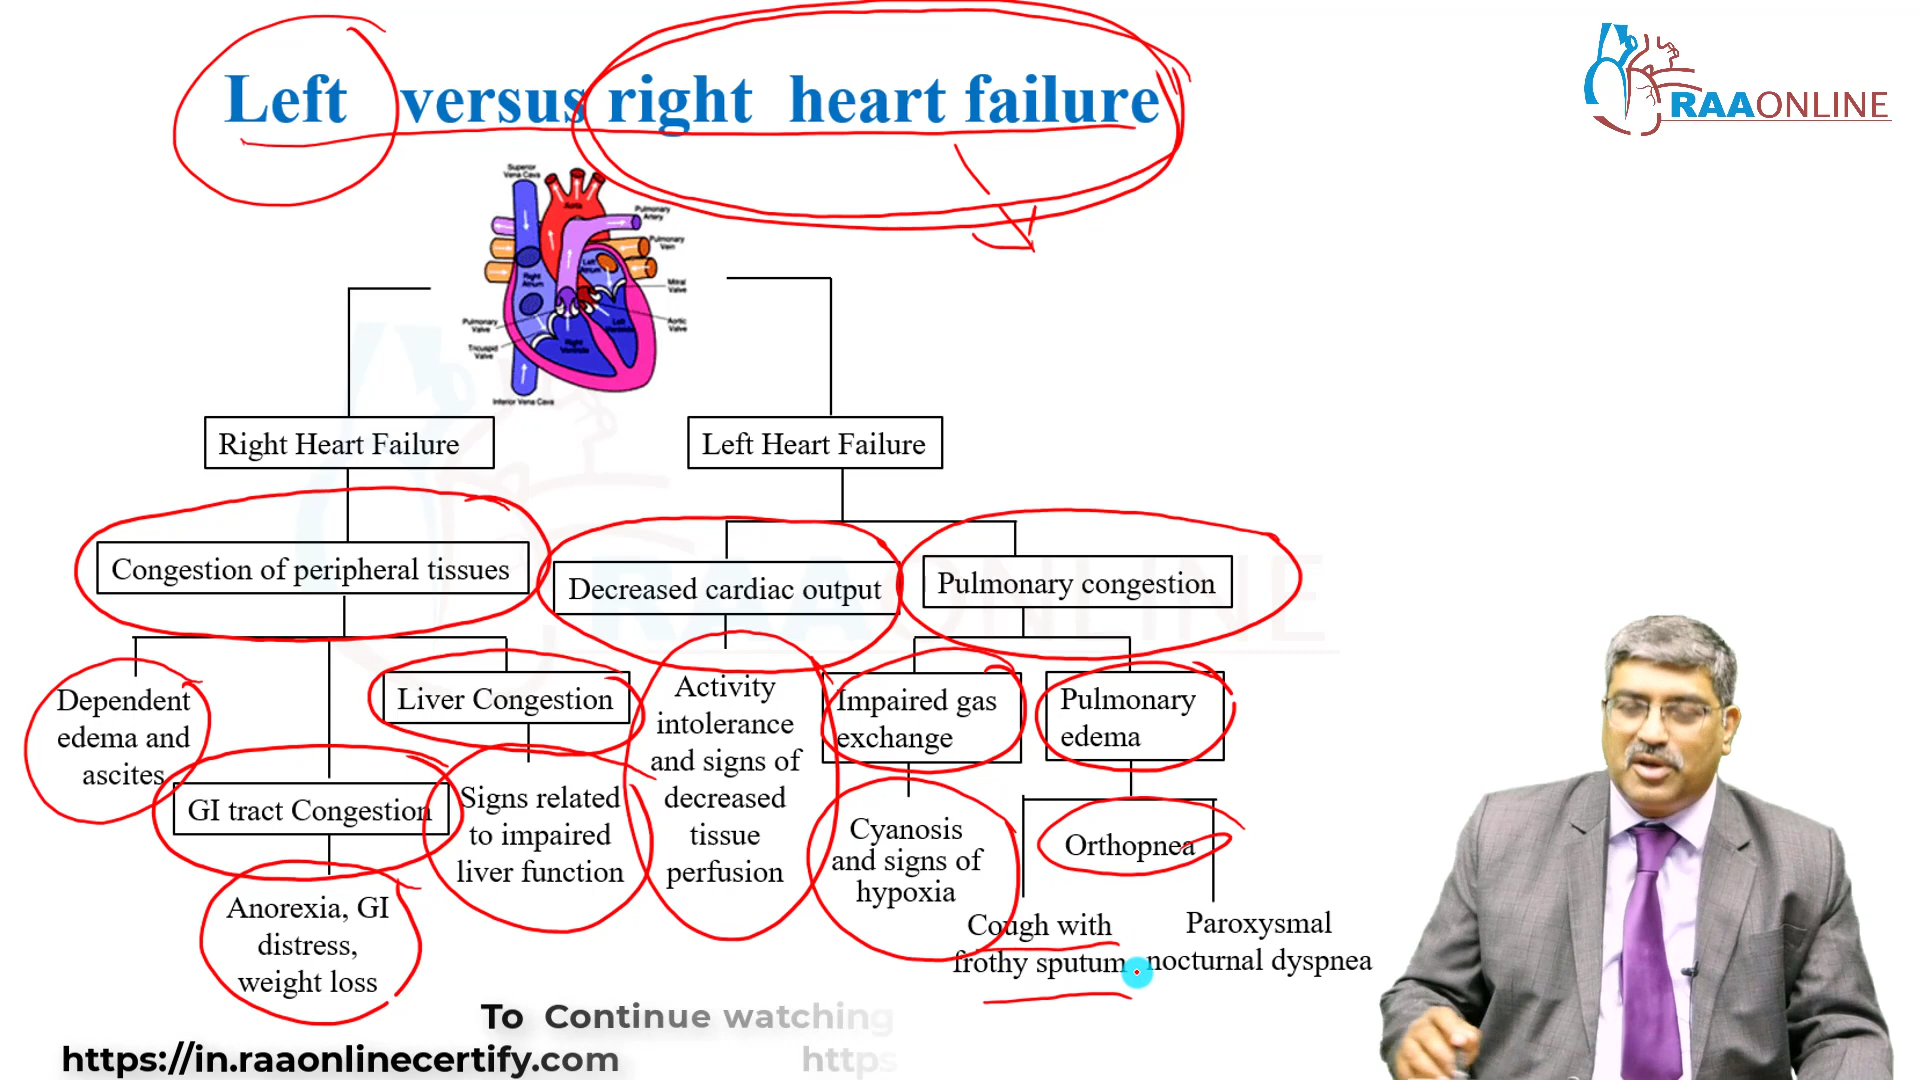 Left versus right heart failure
RAAONLINE
Superior
Vena Cava
Aorta
Pulmonary
Artery
Pulmonary
Vein
Left
Atrium
Right
Atrium
Mitral
Valve
Pulmonary
Valve
Aortic
Valve
Left
Ventricle
Tricuspid
Valve
Right
Ventricle
Inferior Vena Cava
Right Heart Failure
Left Heart Failure
Congestion of peripheral tissues
Decreased cardiac output
Pulmonary congestion
RAAONLINE
Dependent
edema and
ascites
Liver Congestion
Activity
intolerance
and signs of
decreased
tissue
perfusion
Impaired gas
exchange
Pulmonary
edema
GI tract Congestion
Signs related
to impaired
liver function
Cyanosis
and signs of
hypoxia
Orthopnea
Anorexia, GI
distress,
weight loss
Cough with
frothy sputum
Paroxysmal
nocturnal dyspnea
To Continue watching
https://in.raaonlinecertify.com
https